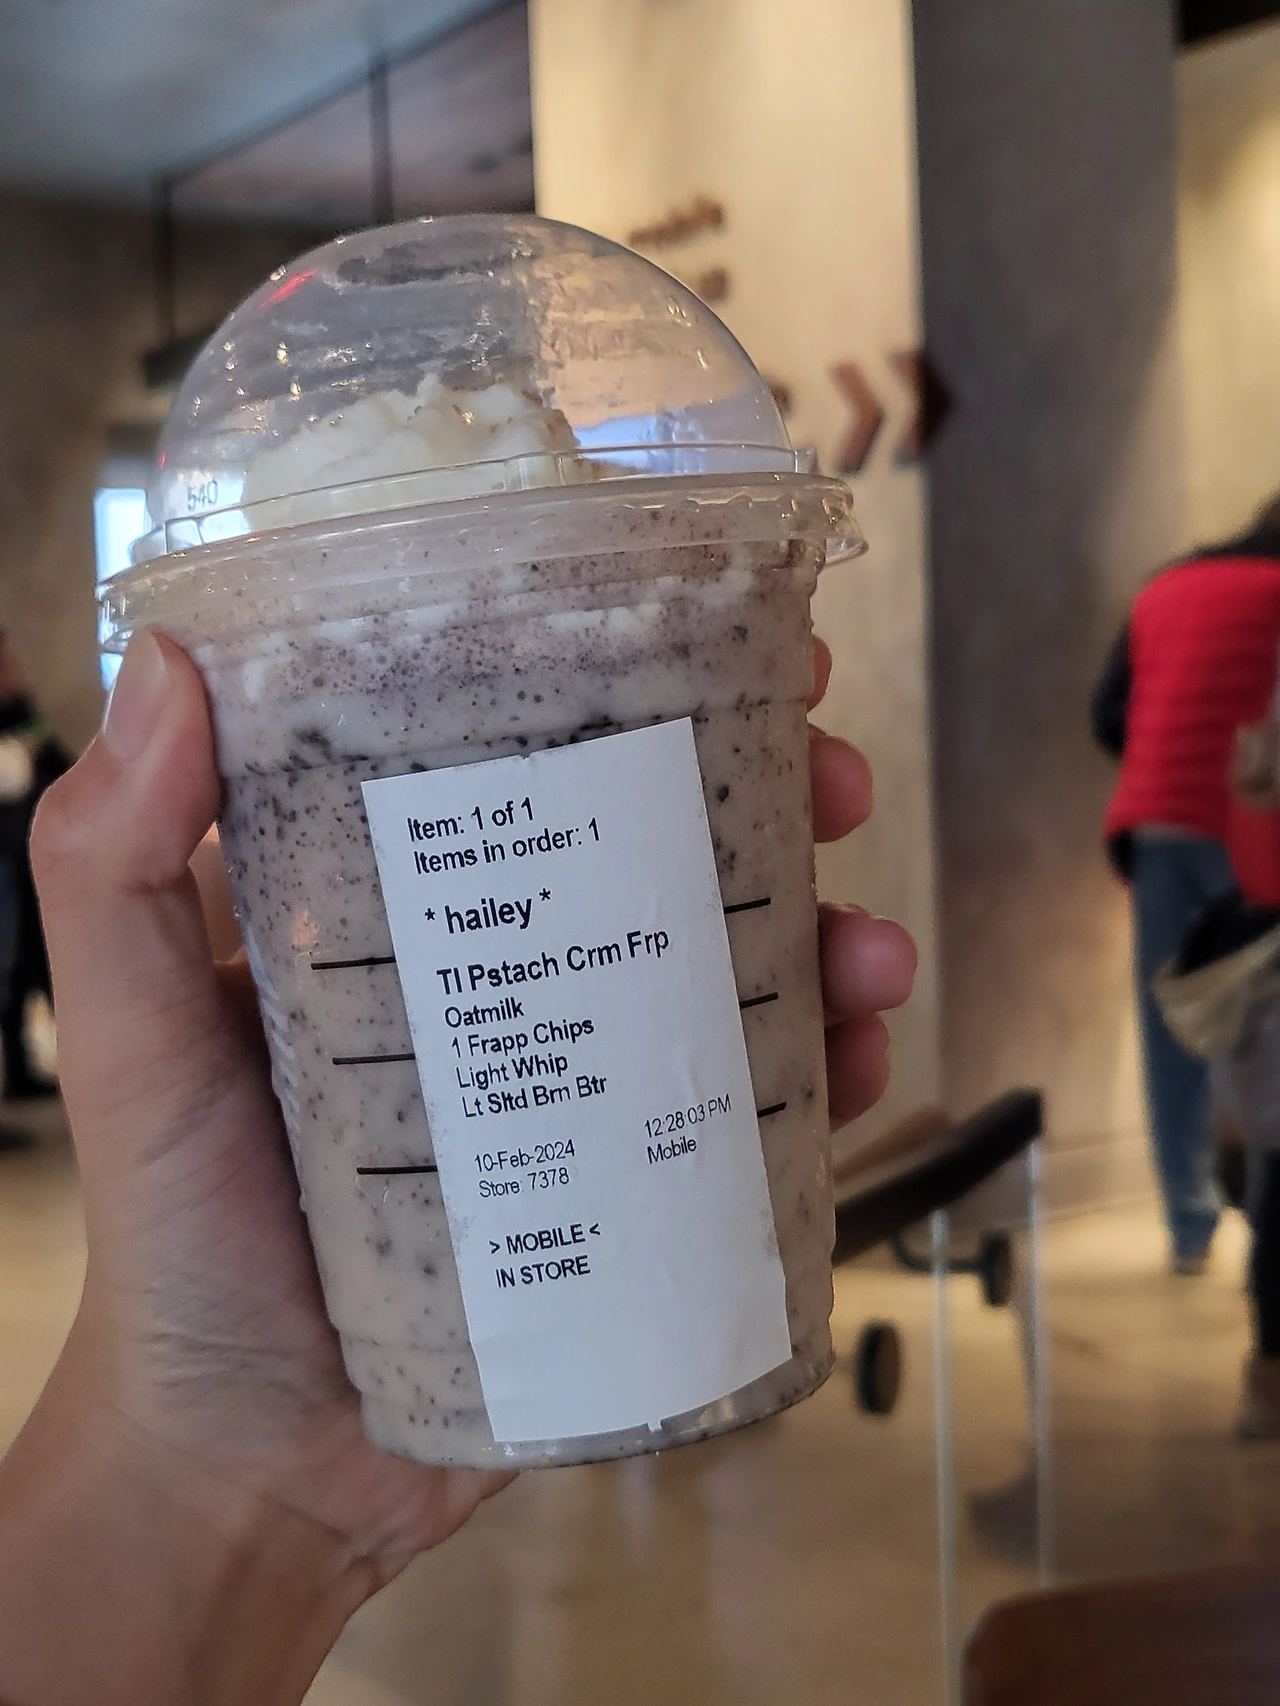 540
Item: 1 of 1
Items in order: 1
* hailey *
Tl Pstach Crm Frp
Oatmilk
1 Frapp Chips
Light Whip
Lt Sltd Brn Btr
10-Feb-2024
12:28:03 PM
Store: 7378
Mobile
> MOBILE <
IN STORE